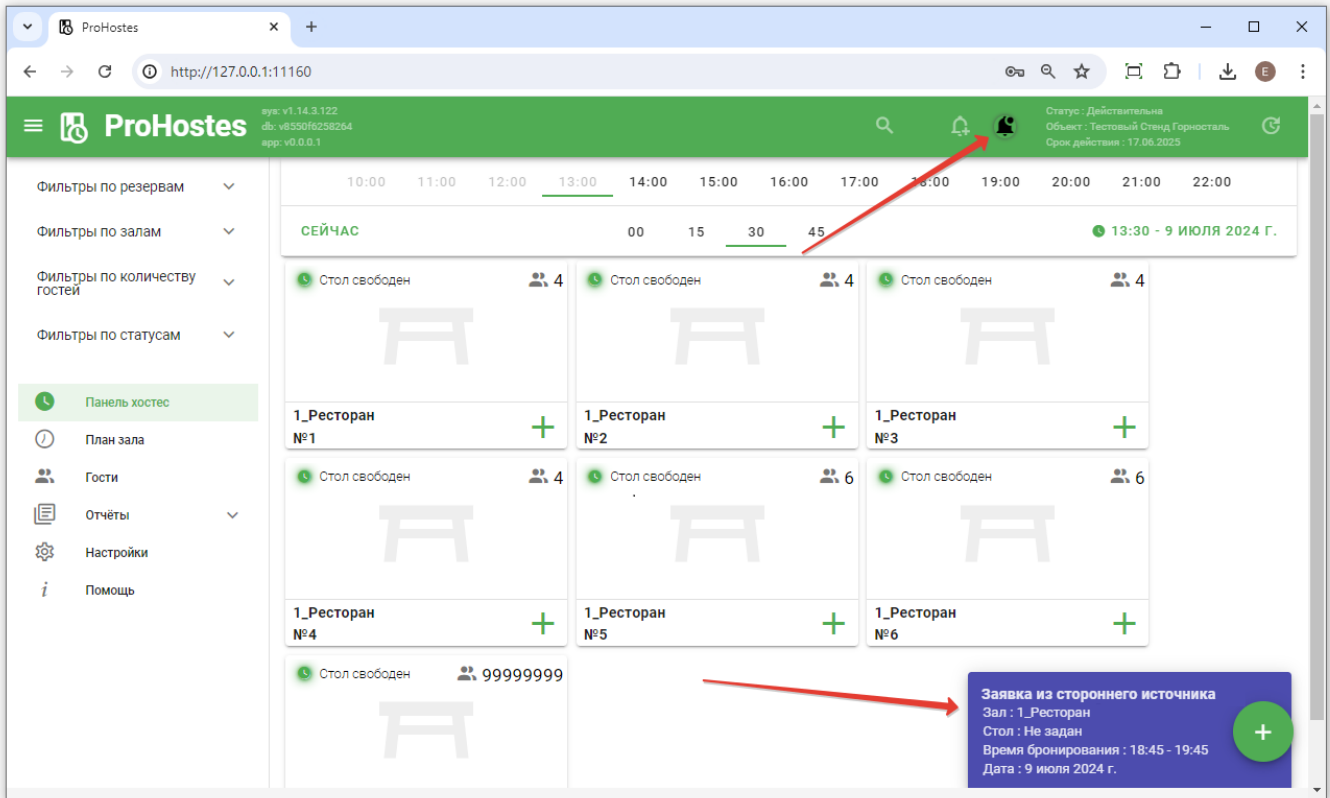 ProHostes
http://127.0.0.1:11160
E
ProHostes
sys: v1.14.3.122
db: v8550f6258264
app: v0.0.0.1
Статус : Действительна
Объект : Тестовый Стенд Горносталь
Срок действия : 17.06.2025
Фильтры по резервам
Фильтры по залам
Фильтры по количеству
гостей
Фильтры по статусам
Панель хостес
План зала
Гости
Отчёты
Настройки
Помощь
10:00 11:00 12:00 13:00 14:00 15:00 16:00 17:00 18:00 19:00 20:00 21:00 22:00
СЕЙЧАС 00 15 30 45 13:30 - 9 ИЮЛЯ 2024 Г.
Стол свободен 4 Стол свободен 4 Стол свободен 4
1_Ресторан 1_Ресторан 1_Ресторан
№1 №2 №3
Стол свободен 4 Стол свободен 6 Стол свободен 6
1_Ресторан 1_Ресторан 1_Ресторан
№4 №5 №6
Стол свободен 99999999
Заявка из стороннего источника
Зал : 1_Ресторан
Стол : Не задан
Время бронирования : 18:45 - 19:45
Дата : 9 июля 2024 г.